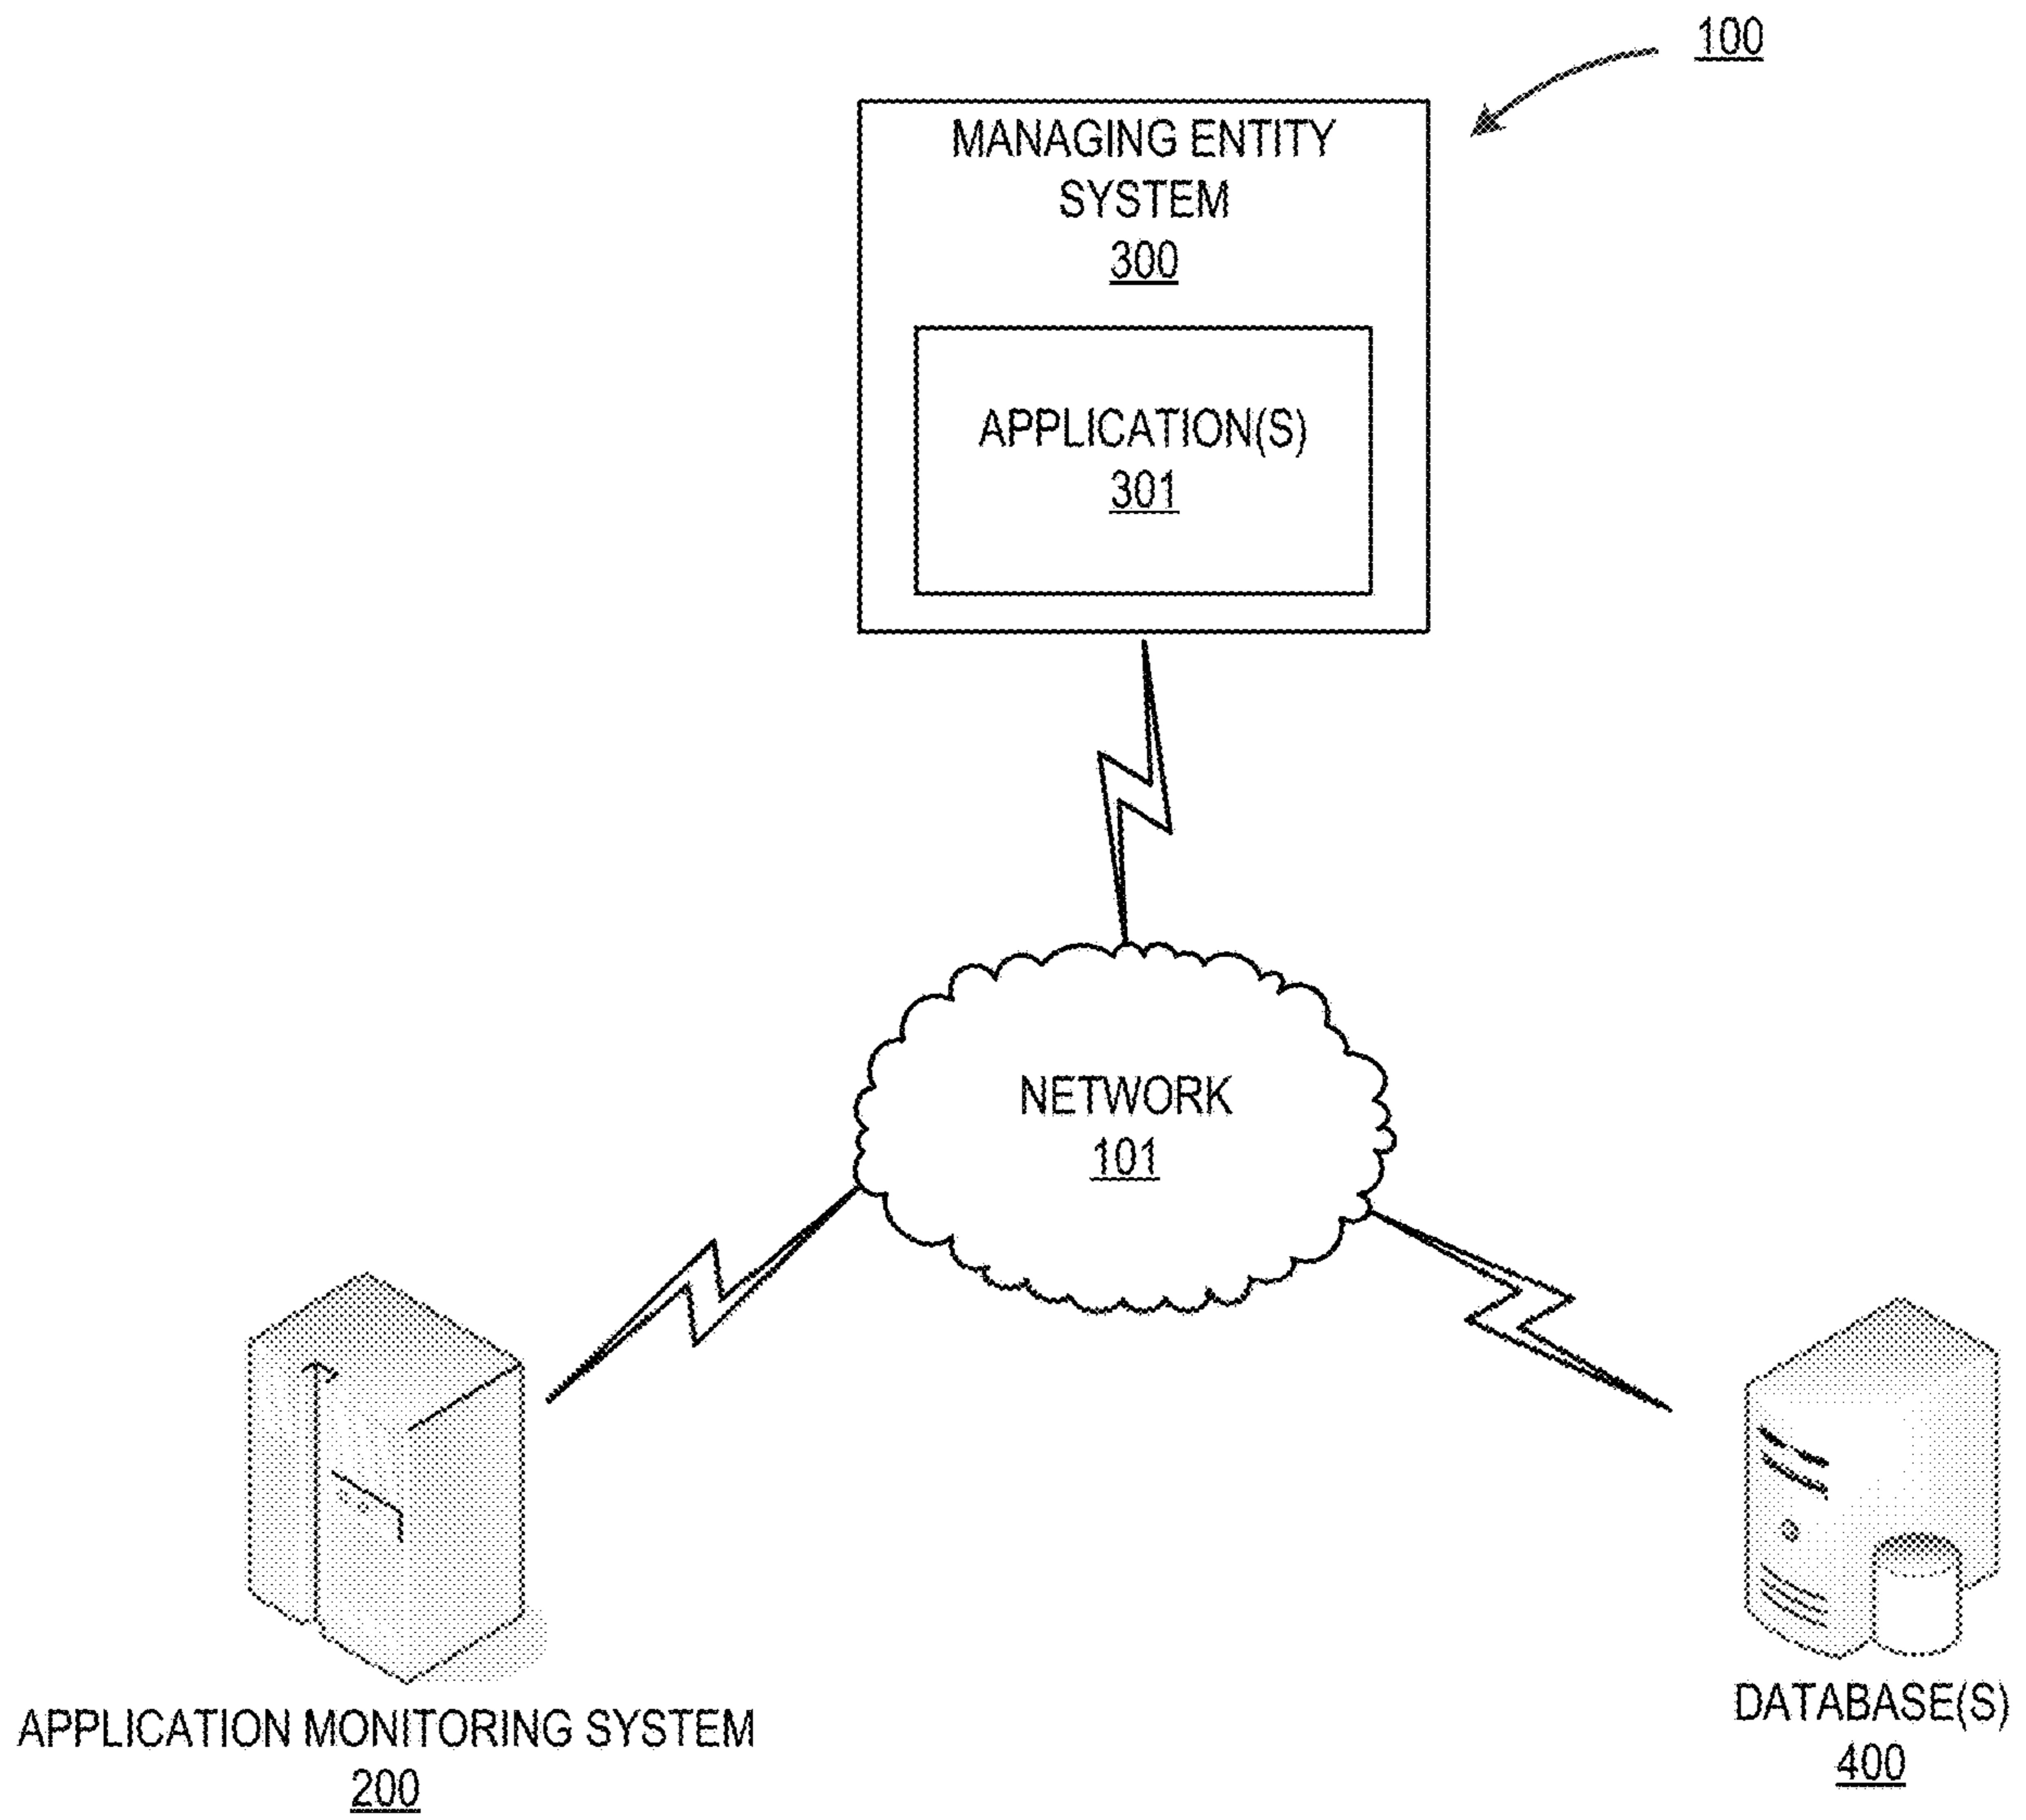 100
MANAGING ENTITY
SYSTEM
300
APPLICATION(S)
301
NETWORK
101
APPLICATION MONITORING SYSTEM
200
DATABASE(S)
400